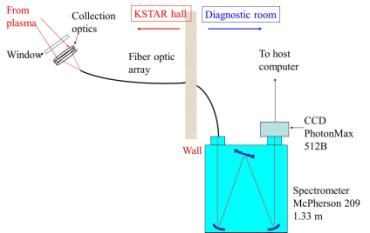 From
plasma
Collection
optics
KSTAR hall
Diagnostic room
Window
Fiber optic
array
To host
computer
Wall
CCD
PhotonMax
512B
Spectrometer
McPherson 209
1.33 m